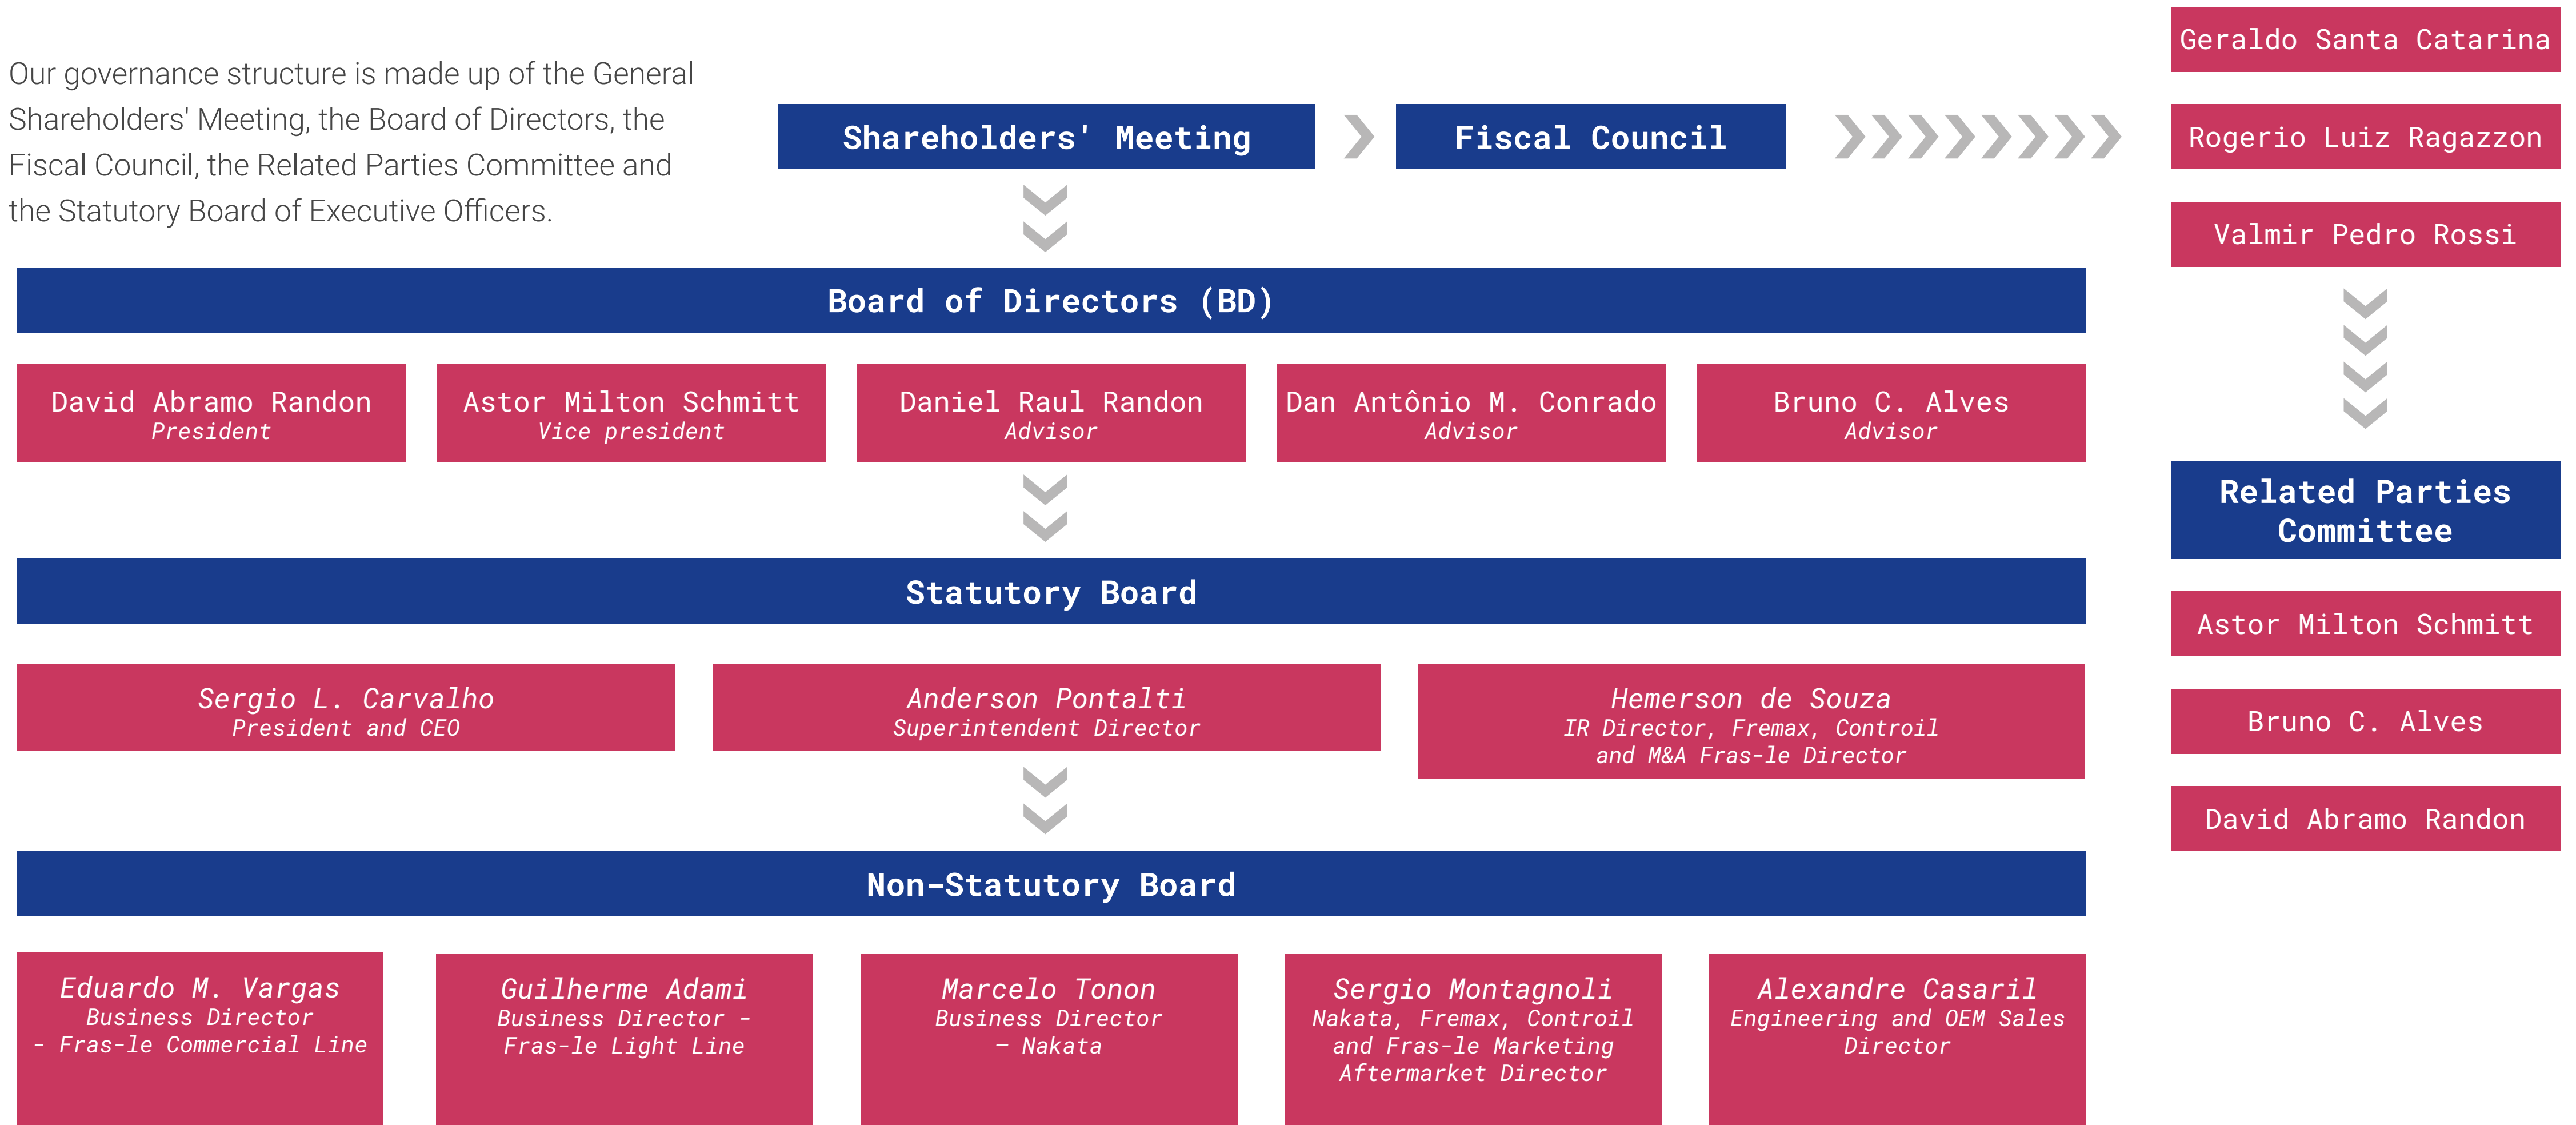 Our governance structure is made up of the General
Shareholders' Meeting, the Board of Directors, the
Fiscal Council, the Related Parties Committee and
the Statutory Board of Executive Officers.
Shareholders' Meeting
Fiscal Council
Geraldo Santa Catarina
Rogerio Luiz Ragazzon
Valmir Pedro Rossi
Board of Directors (BD)
David Abramo Randon
President
Astor Milton Schmitt
Vice president
Daniel Raul Randon
Advisor
Dan Antônio M. Conrado
Advisor
Bruno C. Alves
Advisor
Related Parties
Committee
Astor Milton Schmitt
Bruno C. Alves
David Abramo Randon
Statutory Board
Sergio L. Carvalho
President and CEO
Anderson Pontalti
Superintendent Director
Hemerson de Souza
IR Director, Fremax, Controil
and M&A Fras-le Director
Non-Statutory Board
Eduardo M. Vargas
Business Director
- Fras-le Commercial Line
Guilherme Adami
Business Director -
Fras-le Light Line
Marcelo Tonon
Business Director
– Nakata
Sergio Montagnoli
Nakata, Fremax, Controil
and Fras-le Marketing
Aftermarket Director
Alexandre Casaril
Engineering and OEM Sales
Director